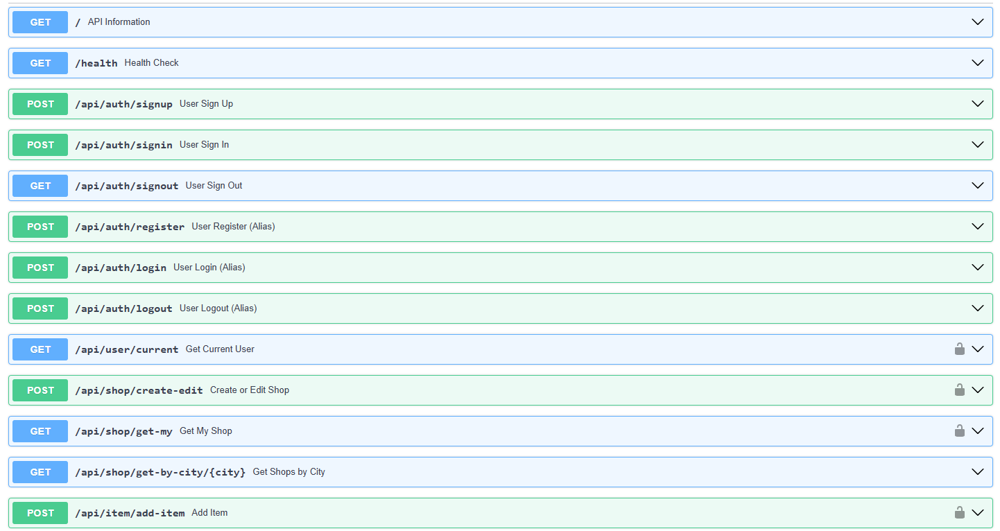 GET / API Information
GET /health Health Check
POST /api/auth/signup User Sign Up
POST /api/auth/signin User Sign In
GET /api/auth/signout User Sign Out
POST /api/auth/register User Register (Alias)
POST /api/auth/login User Login (Alias)
POST /api/auth/logout User Logout (Alias)
GET /api/user/current Get Current User
POST /api/shop/create-edit Create or Edit Shop
GET /api/shop/get-my Get My Shop
GET /api/shop/get-by-city/{city} Get Shops by City
POST /api/item/add-item Add Item